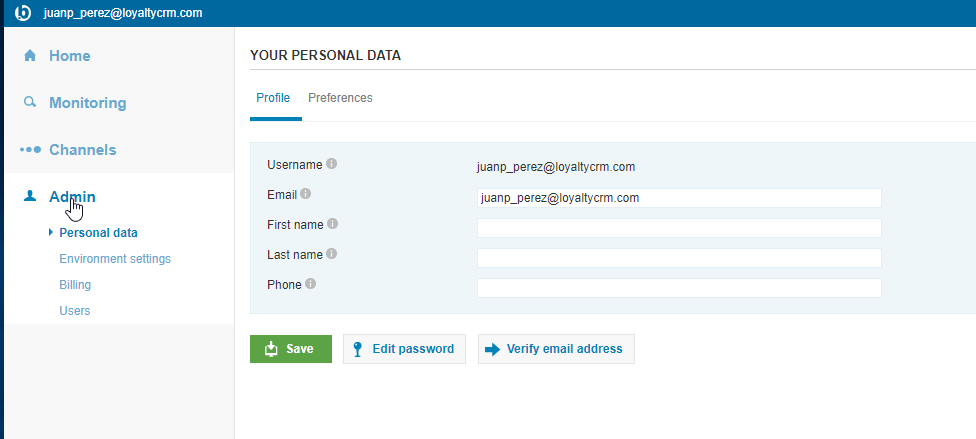 juanp_perez@loyaltycrm.com
Home
Monitoring
Channels
Admin
Personal data
Environment settings
Billing
Users
YOUR PERSONAL DATA
Profile Preferences
Username juanp_perez@loyaltycrm.com
Email juanp_perez@loyaltycrm.com
First name
Last name
Phone
Save Edit password Verify email address